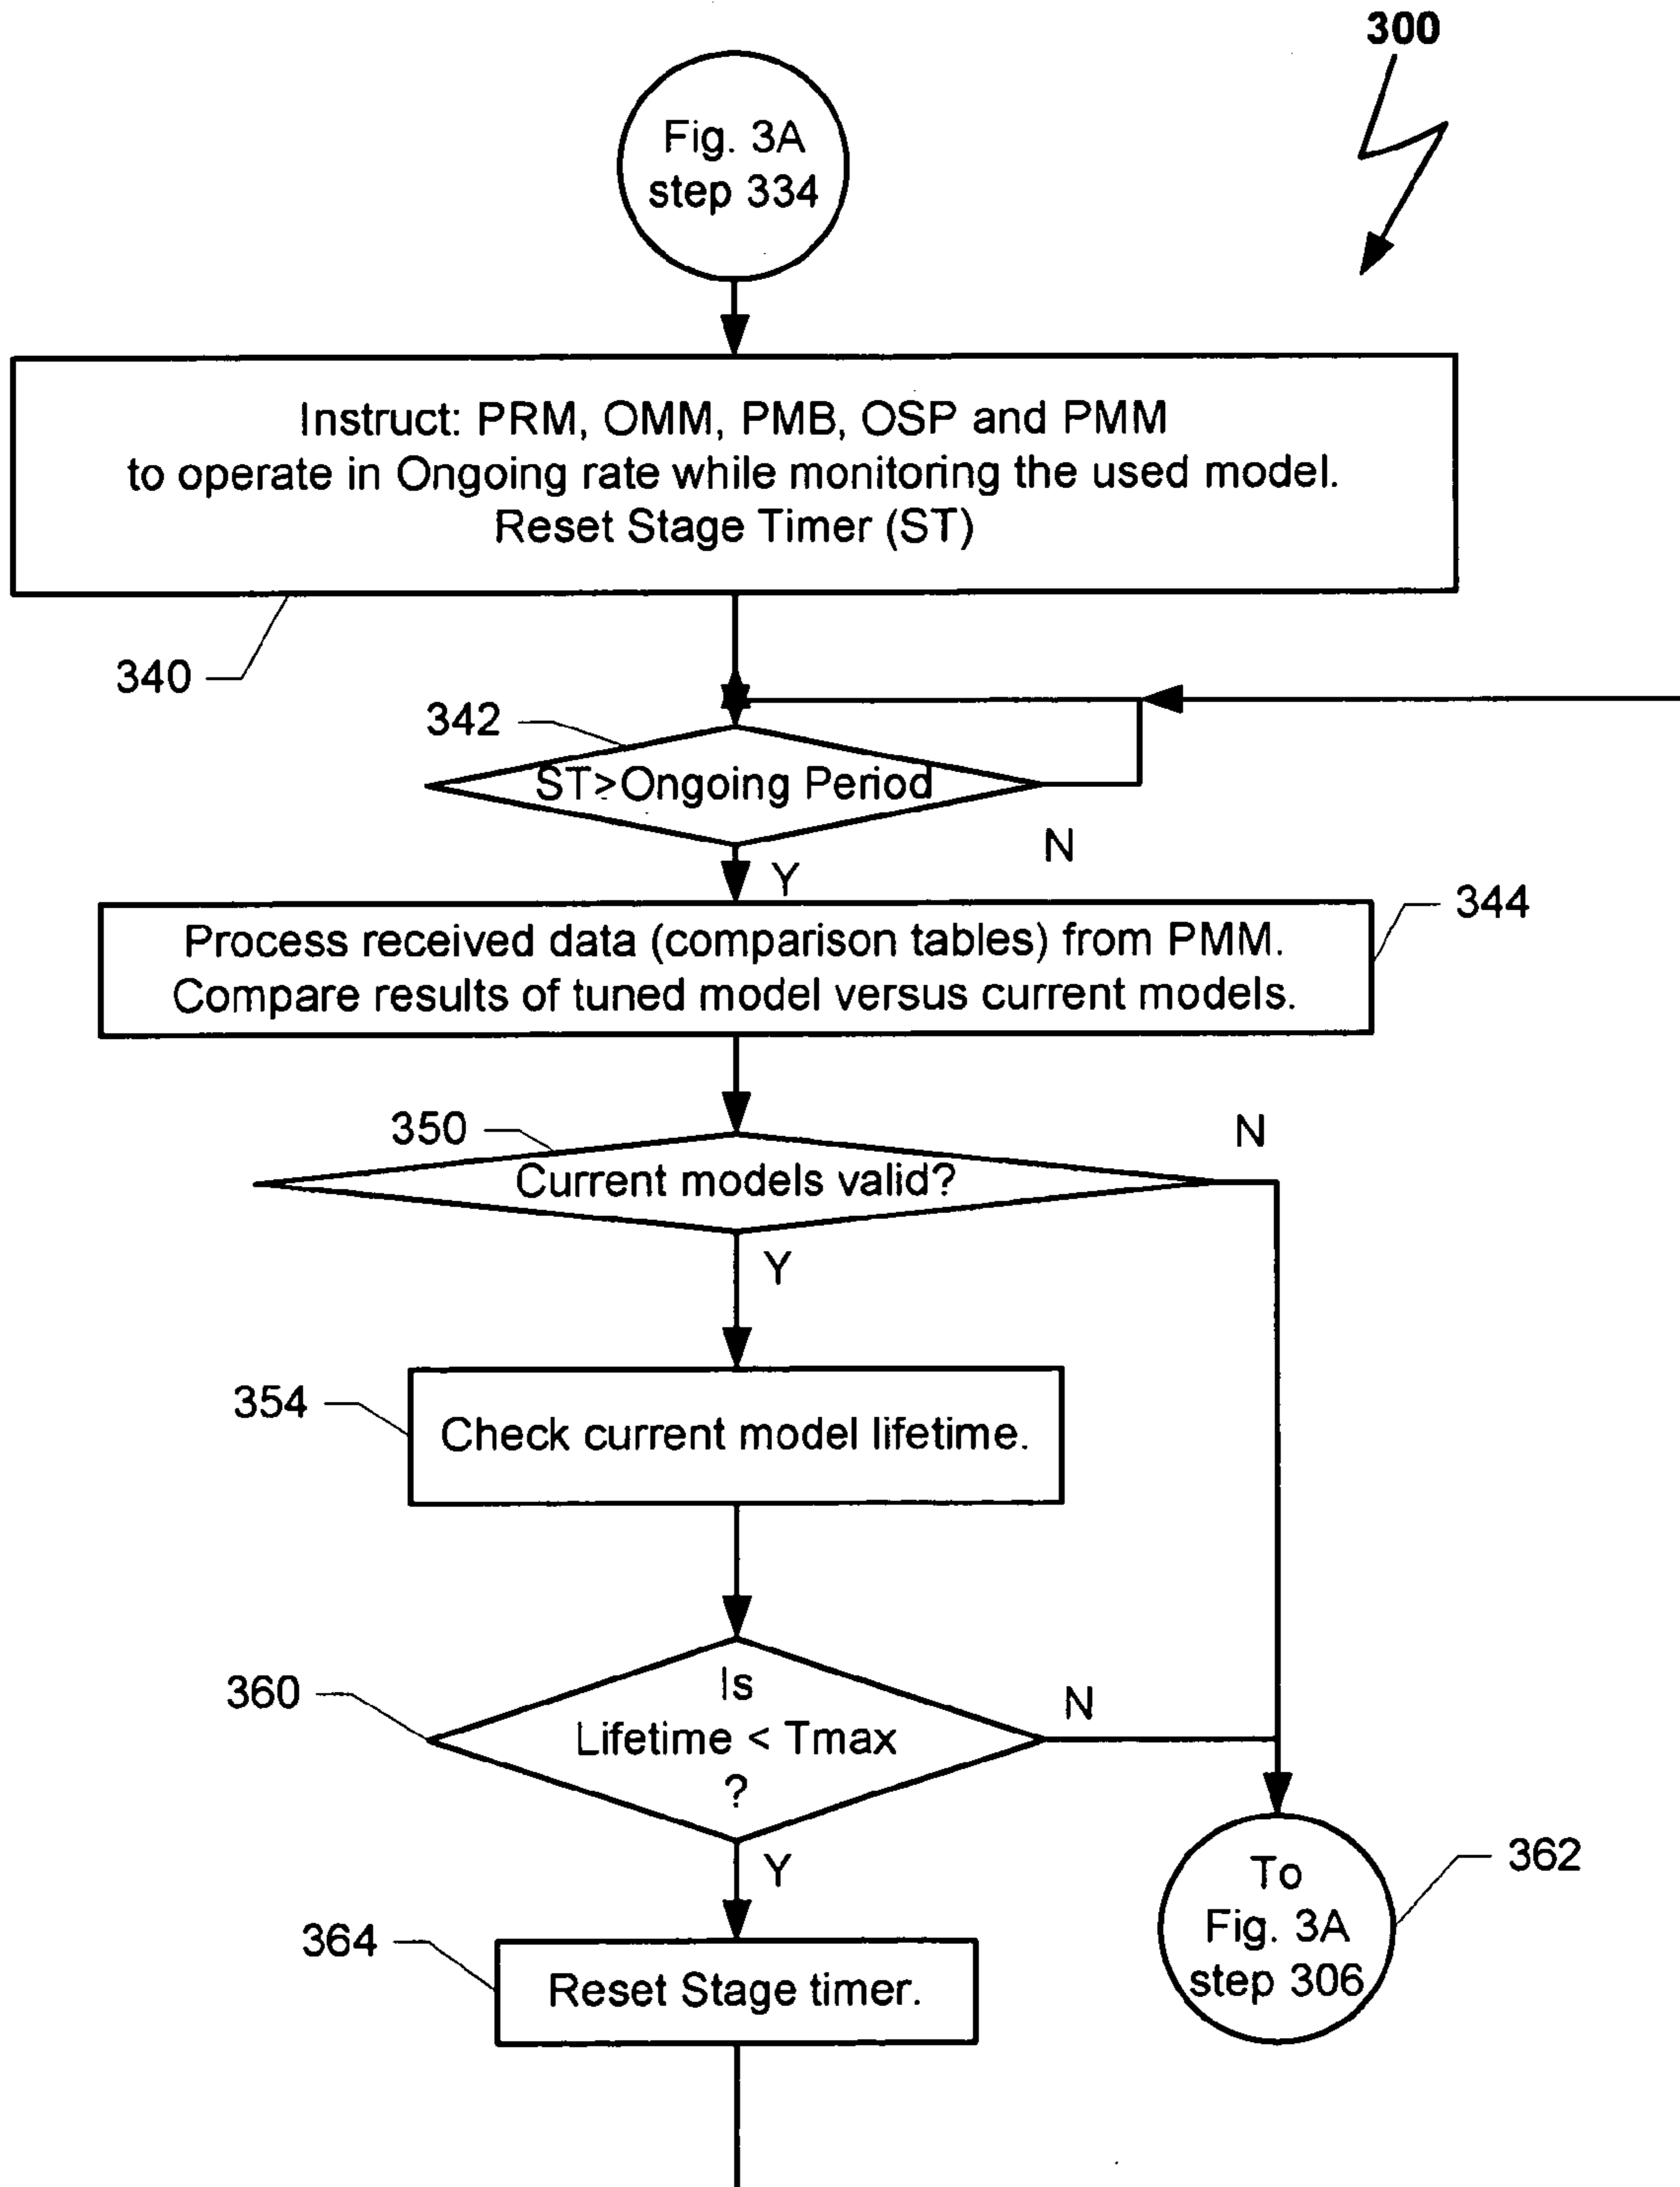 300
Fig. 3A
step 334
Instruct: PRM, OMM, PMB, OSP and PMM
to operate in Ongoing rate while monitoring the used model.
Reset Stage Timer (ST)
340
342
ST>Ongoing Period
N
Y
344
Process received data (comparison tables) from PMM.
Compare results of tuned model versus current models.
350
N
Current models valid?
Y
354
Check current model lifetime.
360
Is
Lifetime < Tmax
?
N
Y
362
To
Fig. 3A
step 306
364
Reset Stage timer.